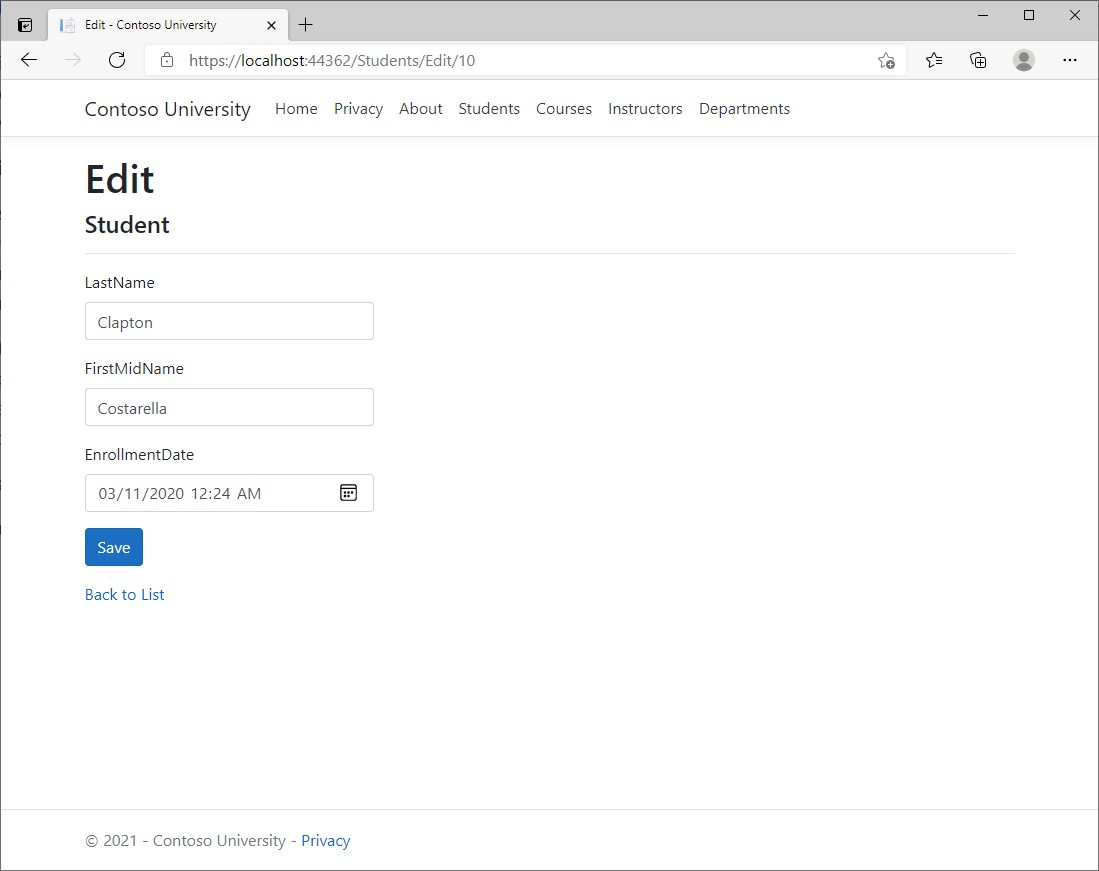 Edit - Contoso University
https://localhost:44362/Students/Edit/10
Contoso University Home Privacy About Students Courses Instructors Departments
Edit
Student
LastName
Clapton
FirstMidName
Costarella
EnrollmentDate
03/11/2020 12:24 AM
Save
Back to List
© 2021 - Contoso University - Privacy